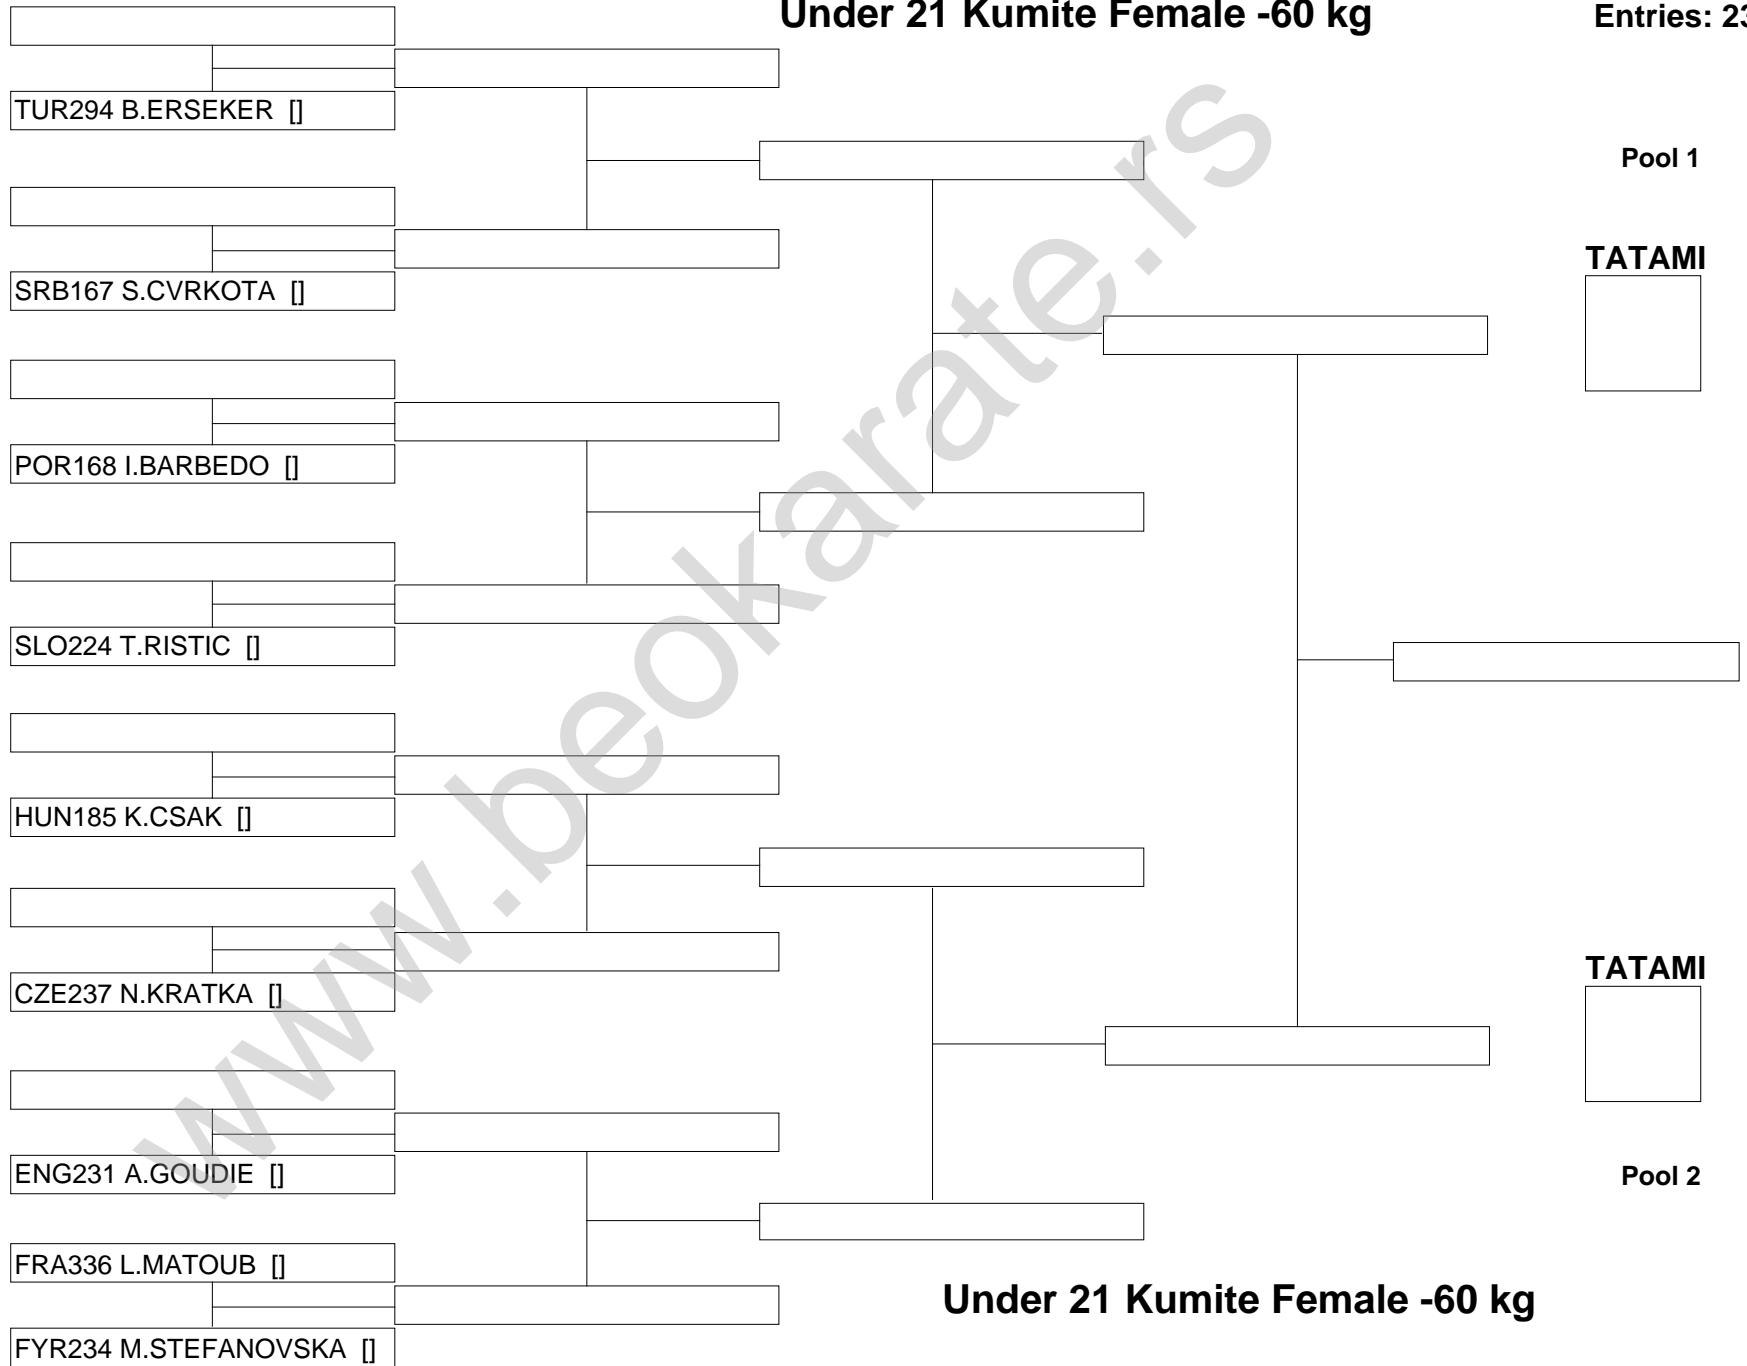 Under 21 Kumite Female -60 kg
Entries: 23
TUR294 B.ERSEKER []
Pool 1
SRB167 S.CVRKOTA []
TATAMI
POR168 I.BARBEDO []
SLO224 T.RISTIC []
HUN185 K.CSAK []
CZE237 N.KRATKA []
TATAMI
ENG231 A.GOUDIE []
Pool 2
FRA336 L.MATOUB []
Under 21 Kumite Female -60 kg
FYR234 M.STEFANOVSKA []
www.beokarate.rs